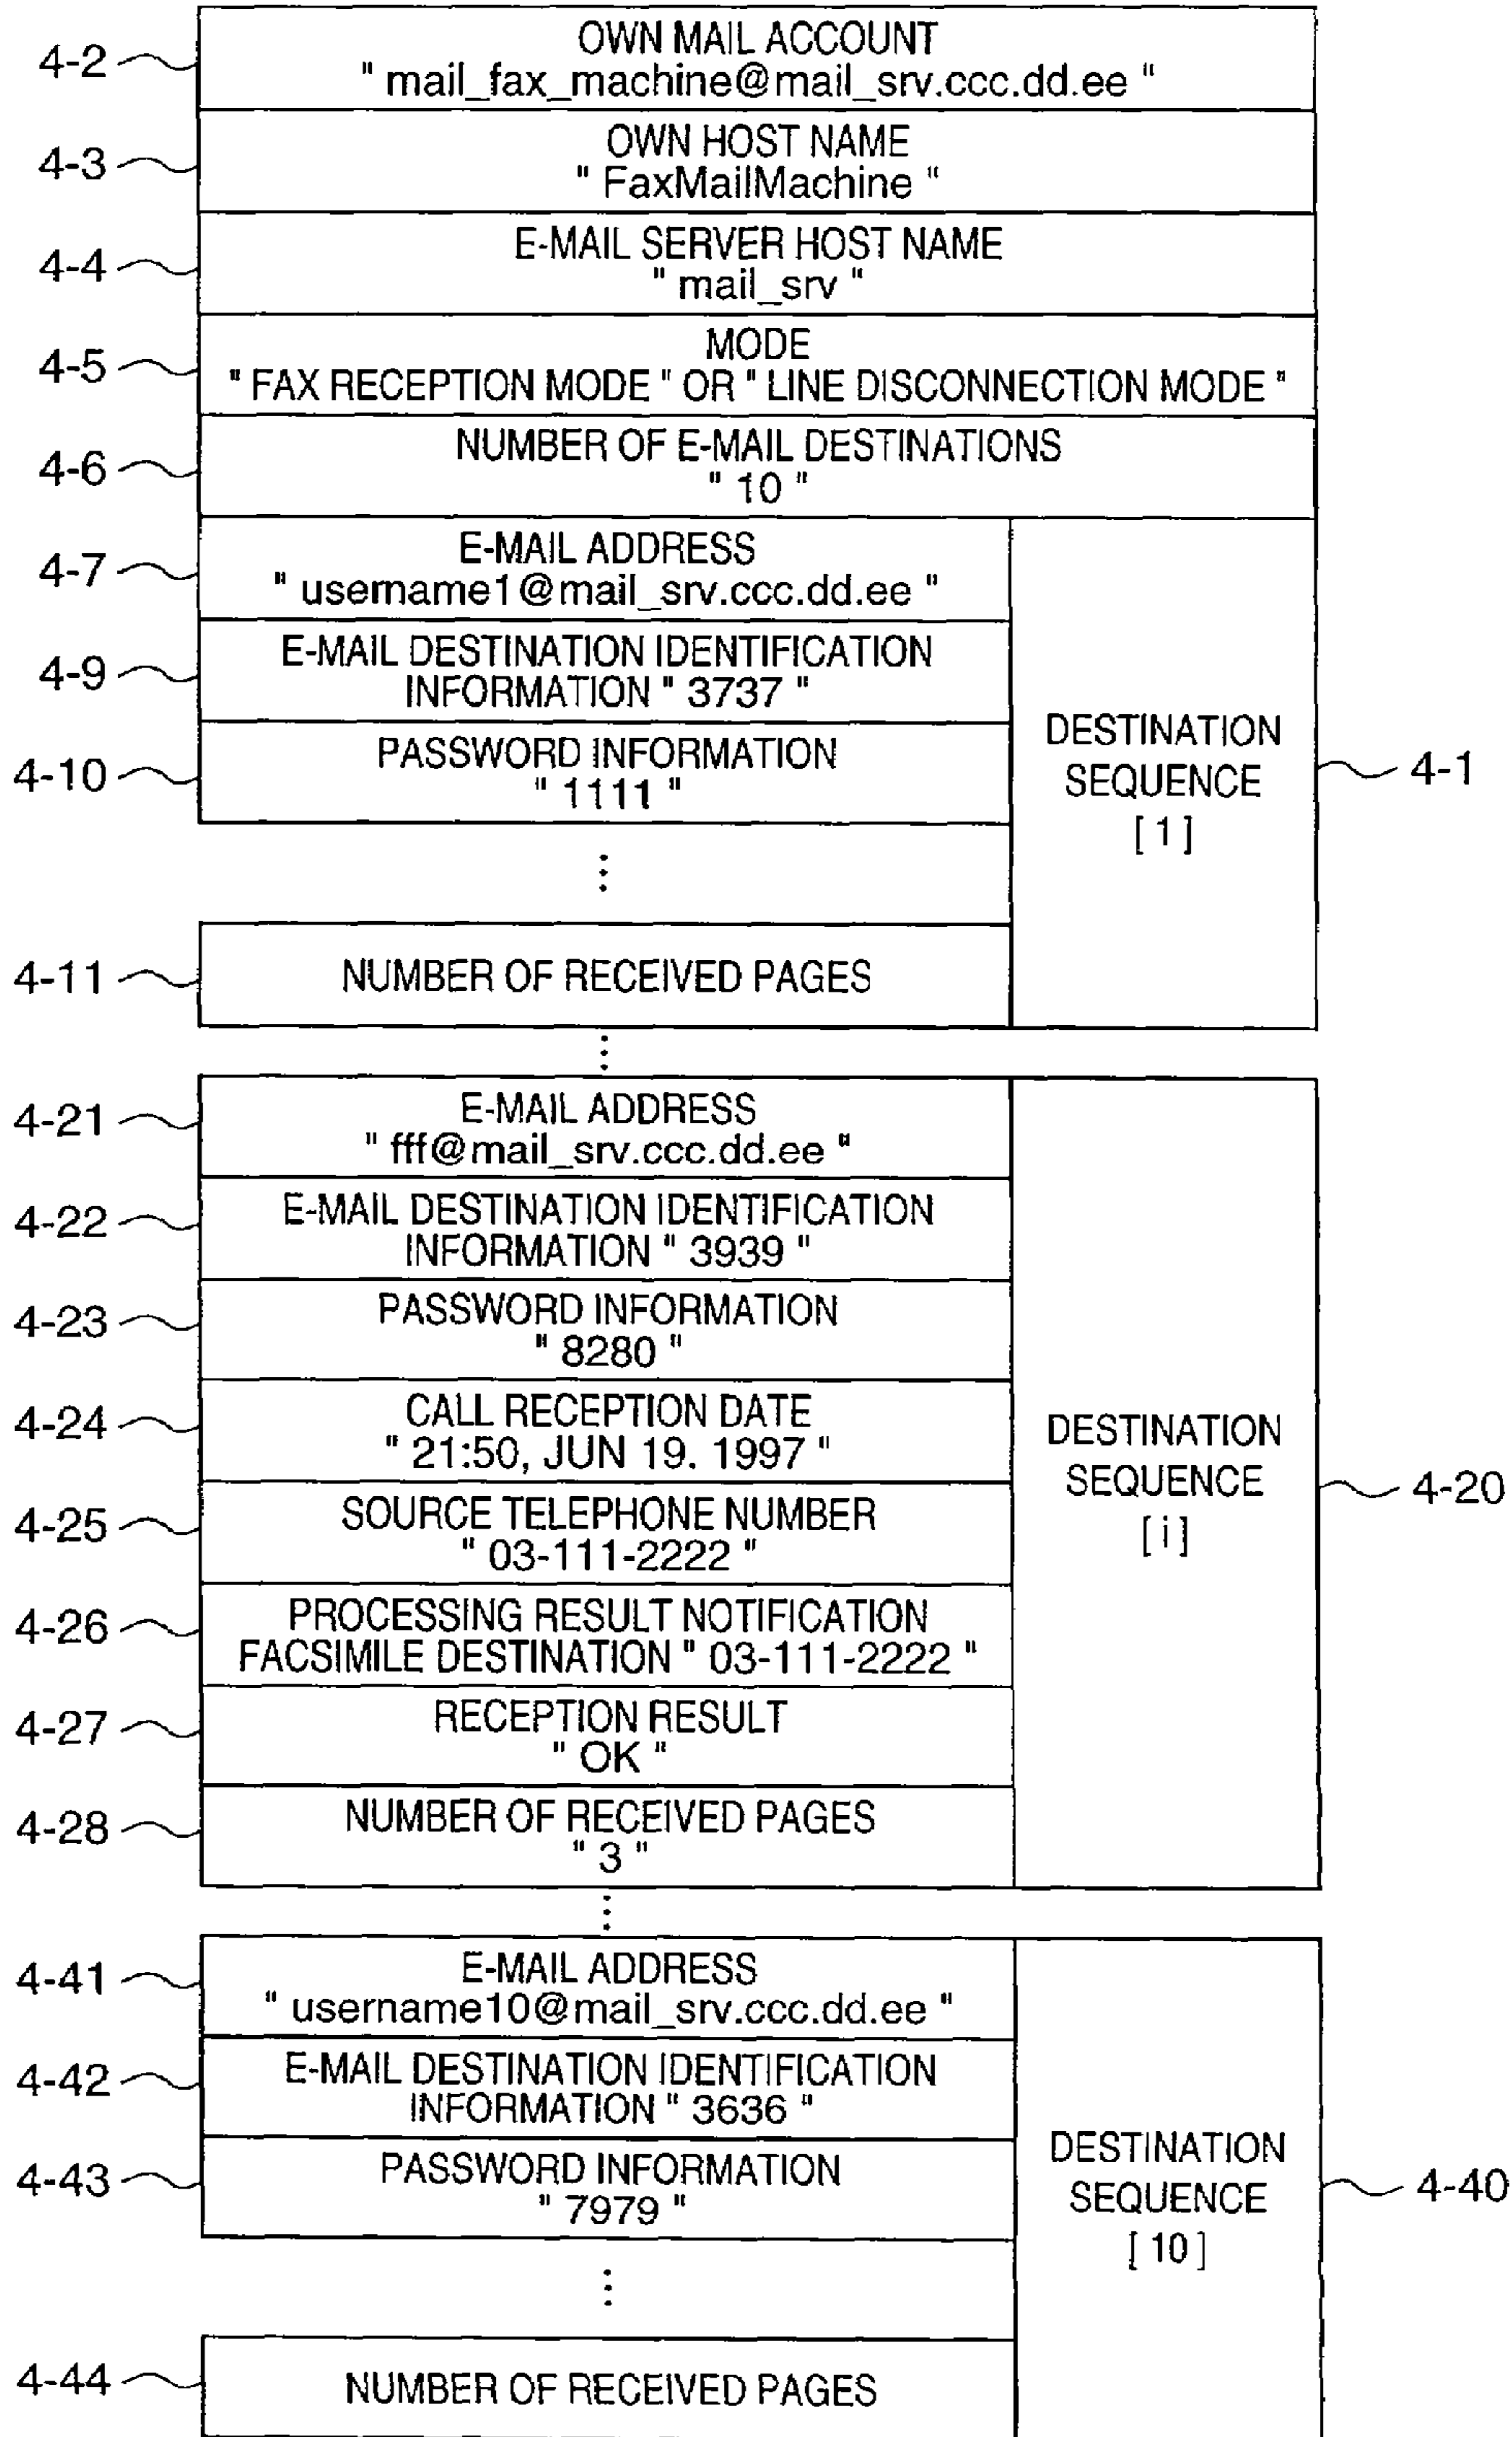 4-2
OWN MAIL ACCOUNT
" mail_fax_machine@mail_srv.ccc.dd.ee "
4-3
OWN HOST NAME
" FaxMailMachine "
4-4
E-MAIL SERVER HOST NAME
" mail_srv "
4-5
MODE
" FAX RECEPTION MODE " OR " LINE DISCONNECTION MODE "
4-6
NUMBER OF E-MAIL DESTINATIONS
" 10 "
4-7
E-MAIL ADDRESS
" username1@mail_srv.ccc.dd.ee "
4-9
E-MAIL DESTINATION IDENTIFICATION
INFORMATION " 3737 "
4-10
PASSWORD INFORMATION
" 1111 "
⋮
4-11
NUMBER OF RECEIVED PAGES
DESTINATION
SEQUENCE
[ 1 ]
4-1
⋮
4-21
E-MAIL ADDRESS
" fff@mail_srv.ccc.dd.ee "
4-22
E-MAIL DESTINATION IDENTIFICATION
INFORMATION " 3939 "
4-23
PASSWORD INFORMATION
" 8280 "
4-24
CALL RECEPTION DATE
" 21:50, JUN 19. 1997 "
4-25
SOURCE TELEPHONE NUMBER
" 03-111-2222 "
4-26
PROCESSING RESULT NOTIFICATION
FACSIMILE DESTINATION " 03-111-2222 "
4-27
RECEPTION RESULT
" OK "
4-28
NUMBER OF RECEIVED PAGES
" 3 "
DESTINATION
SEQUENCE
[ i ]
4-20
⋮
4-41
E-MAIL ADDRESS
" username10@mail_srv.ccc.dd.ee "
4-42
E-MAIL DESTINATION IDENTIFICATION
INFORMATION " 3636 "
4-43
PASSWORD INFORMATION
" 7979 "
⋮
4-44
NUMBER OF RECEIVED PAGES
DESTINATION
SEQUENCE
[ 10 ]
4-40